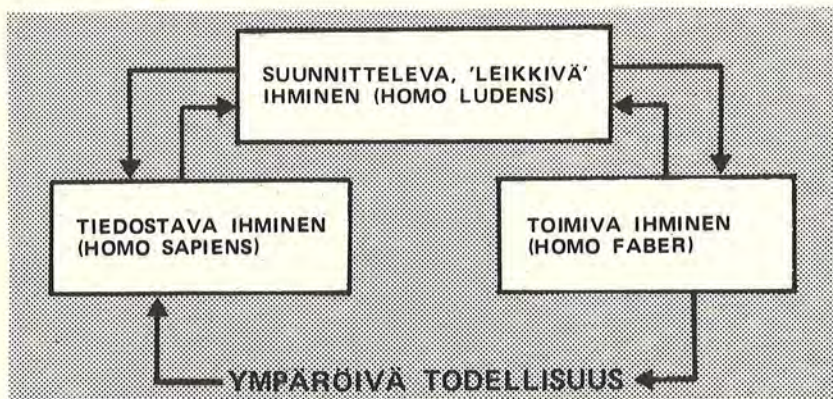 SUUNNITTELEVA, 'LEIKKIVÄ'
IHMINEN (HOMO LUDENS)
TIEDOSTAVA IHMINEN
(HOMO SAPIENS)
TOIMIVA IHMINEN
(HOMO FABER)
YMPÄRÖIVÄ TODELLISUUS